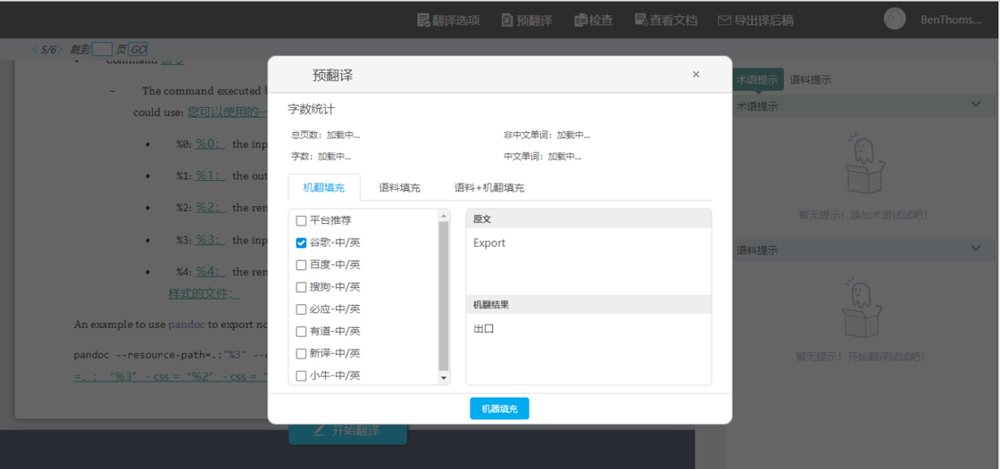 翻译选项 预翻译 检查 查看文档 导出译后稿 BenThoms...
< 5/6 > 跳到 页 GO
预翻译 ×
字数统计
总页数：加载中... 非中文单词：加载中...
字数：加载中... 中文单词：加载中...
机翻填充 语料填充 语料+机翻填充
平台推荐
谷歌-中/英
百度-中/英
搜狗-中/英
必应-中/英
有道-中/英
新译-中/英
小牛-中/英
原文
Export
机翻结果
出口
机器填充
The command executed
could use: 您可以使用的一
%0: %0： the inp
%1: %1： the out
%2: %2： the ren
%3: %3： the inp
%4: %4： the ren
样式的文件；
An example to use pandoc to export no
pandoc --resource-path=.:"%3" --
=。： “%3” - css = “%2” - css = “
开始翻译
术语提示 语料提示
术语提示
暂无提示！添加术语试试吧！
语料提示
暂无提示！开始翻译试试吧！